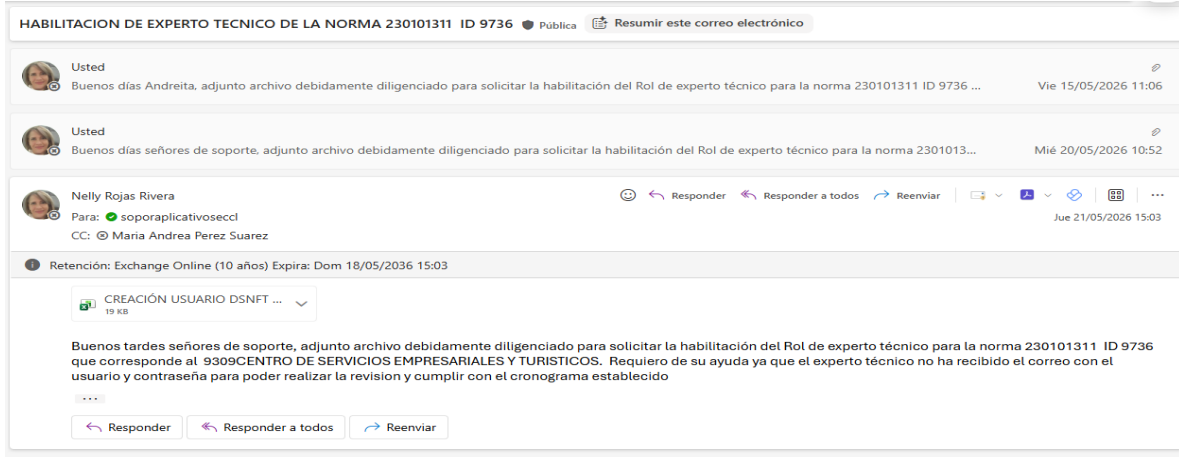 HABILITACION DE EXPERTO TECNICO DE LA NORMA 230101311 ID 9736 Pública Resumir este correo electrónico
Usted
Buenos días Andreita, adjunto archivo debidamente diligenciado para solicitar la habilitación del Rol de experto técnico para la norma 230101311 ID 9736 ... Vie 15/05/2026 11:06
Usted
Buenos días señores de soporte, adjunto archivo debidamente diligenciado para solicitar la habilitación del Rol de experto técnico para la norma 2301013... Mié 20/05/2026 10:52
Nelly Rojas Rivera Responder Responder a todos Reenviar ...
Para: soporaplicativoseccl Jue 21/05/2026 15:03
CC: Maria Andrea Perez Suarez
Retención: Exchange Online (10 años) Expira: Dom 18/05/2036 15:03
CREACIÓN USUARIO DSNFT ...
19 KB
Buenos tardes señores de soporte, adjunto archivo debidamente diligenciado para solicitar la habilitación del Rol de experto técnico para la norma 230101311 ID 9736
que corresponde al 9309CENTRO DE SERVICIOS EMPRESARIALES Y TURISTICOS. Requiero de su ayuda ya que el experto técnico no ha recibido el correo con el
usuario y contraseña para poder realizar la revision y cumplir con el cronograma establecido
...
Responder Responder a todos Reenviar